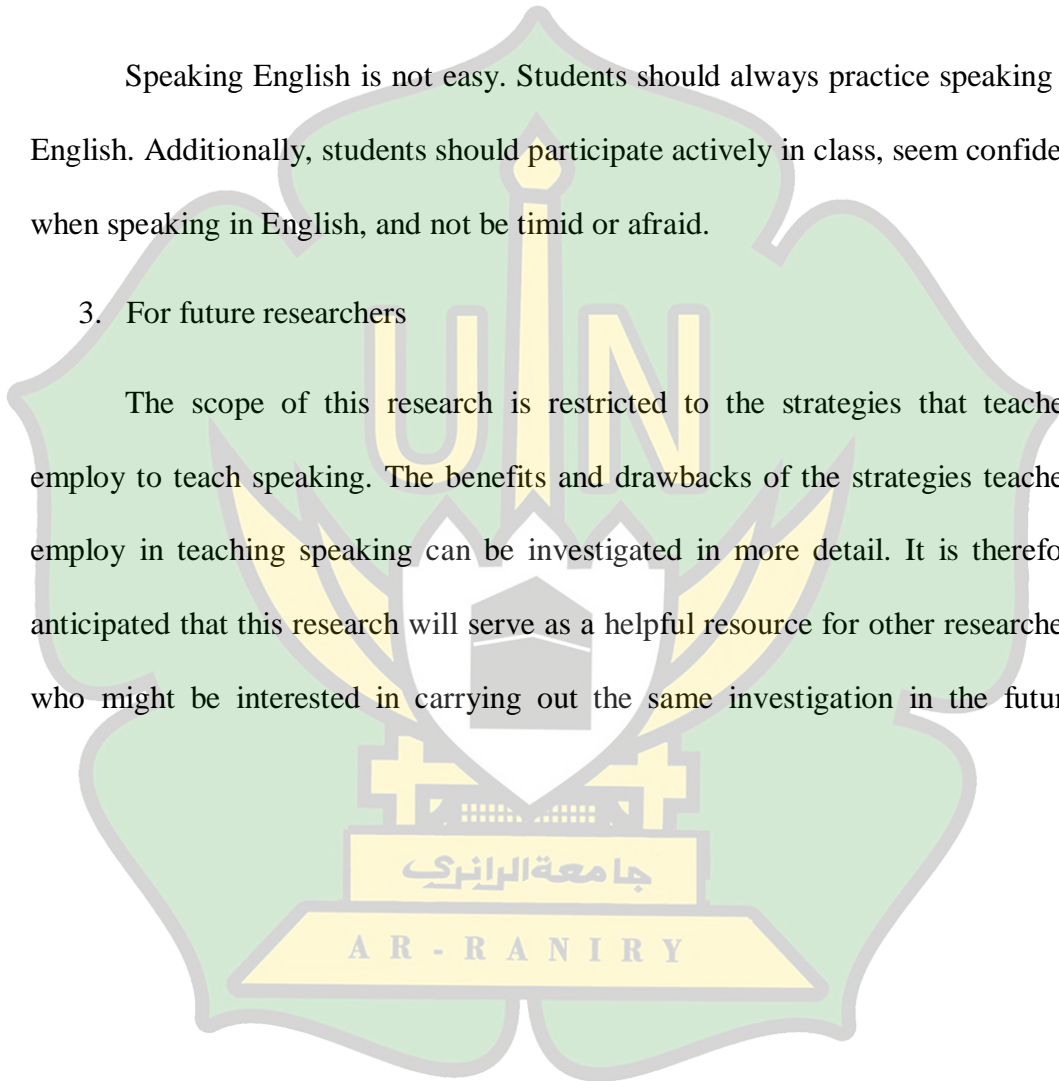 Speaking English is not easy. Students should always practice speaking
English. Additionally, students should participate actively in class, seem confide
when speaking in English, and not be timid or afraid.
3. For future researchers
The scope of this research is restricted to the strategies that teache
employ to teach speaking. The benefits and drawbacks of the strategies teache
employ in teaching speaking can be investigated in more detail. It is therefo
anticipated that this research will serve as a helpful resource for other researche
who might be interested in carrying out the same investigation in the futur
UIN
جامعة الرانري
AR-RANIRY